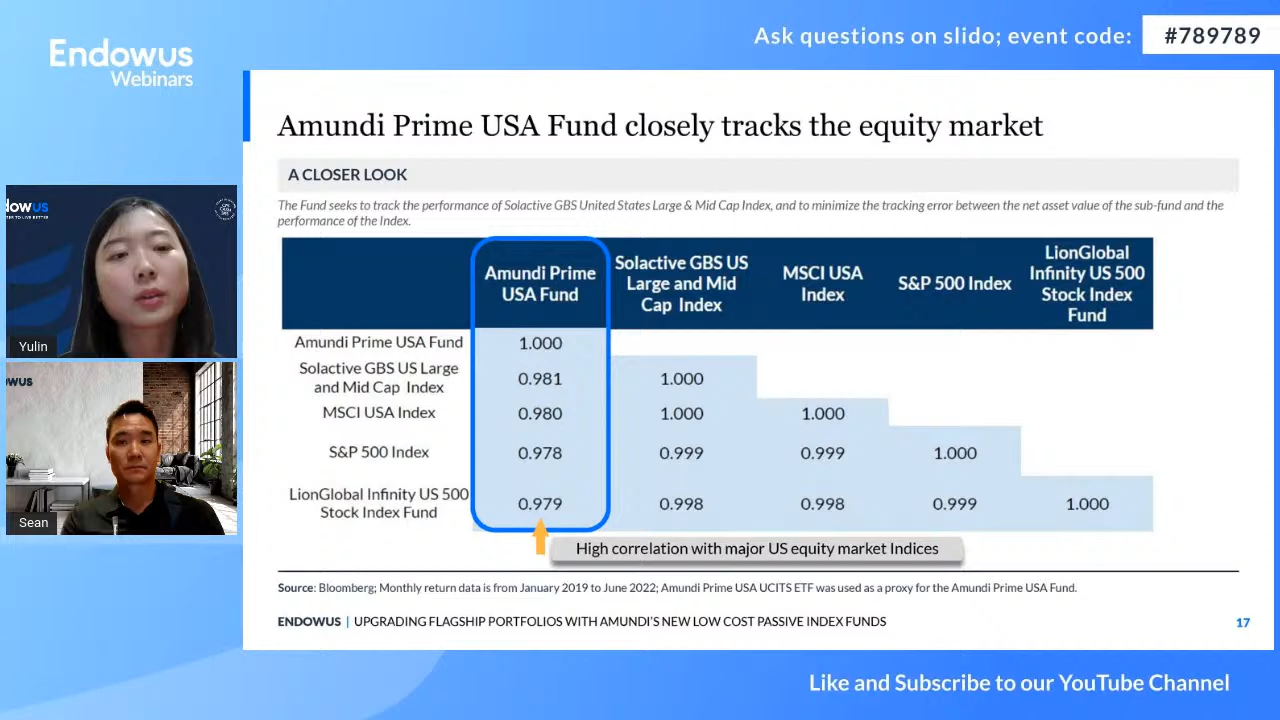 Endowus
Webinars
Ask questions on slido; event code:
#789789
Amundi Prime USA Fund closely tracks the equity market
A CLOSER LOOK
The Fund seeks to track the performance of Solactive GBS United States Large & Mid Cap Index, and to minimize the tracking error between the net asset value of the sub-fund and the
performance of the Index.
Amundi Prime
USA Fund
Solactive GBS US
Large and Mid
Cap Index
MSCI USA
Index
S&P 500 Index
LionGlobal
Infinity US 500
Stock Index
Fund
Amundi Prime USA Fund 1.000
Solactive GBS US Large
and Mid Cap Index
0.981 1.000
MSCI USA Index 0.980 1.000 1.000
S&P 500 Index 0.978 0.999 0.999 1.000
LionGlobal Infinity US 500
Stock Index Fund
0.979 0.998 0.998 0.999 1.000
High correlation with major US equity market Indices
Source: Bloomberg; Monthly return data is from January 2019 to June 2022; Amundi Prime USA UCITS ETF was used as a proxy for the Amundi Prime USA Fund.
ENDOWUS | UPGRADING FLAGSHIP PORTFOLIOS WITH AMUNDI'S NEW LOW COST PASSIVE INDEX FUNDS
17
dowus
Yulin
owus
Sean
Like and Subscribe to our YouTube Channel